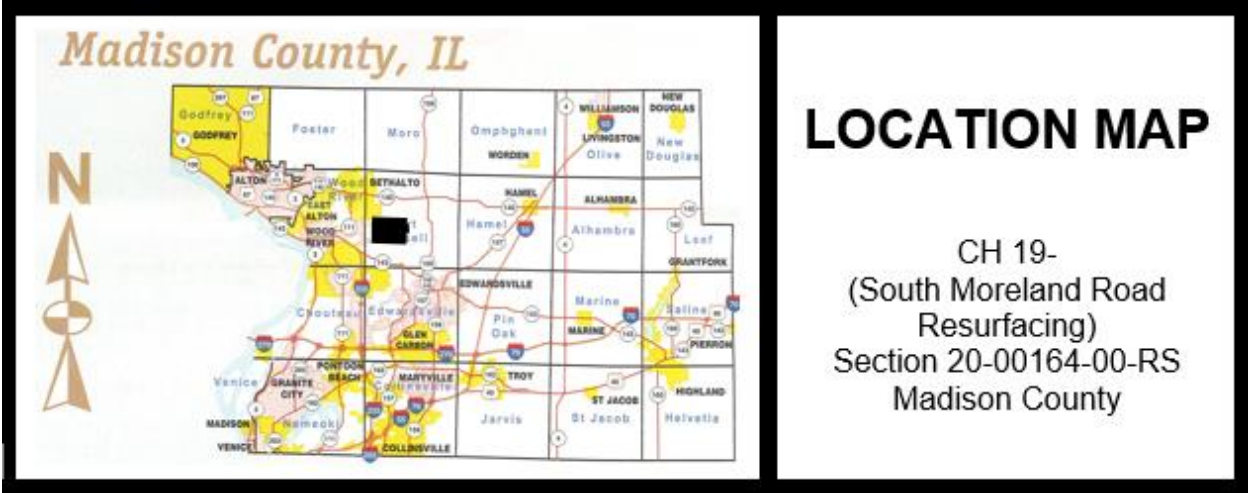 Madison County, IL
N
Godfrey
GODFREY
Foster
Moro
Omphghent
WORDEN
WILLIAMSON
LIVINGSTON
Olive
NEW
DOUGLAS
New
Douglas
ALTON
Wood
River
BETHALTO
EAST
ALTON
WOOD
RIVER
HAMEL
Hamel
ALHAMBRA
Alhambra
Leef
GRANTFORK
EDWARDSVILLE
Chouteau
Edwardsville
GLEN
CARBON
Pin
Oak
Marine
MARINE
Saline
PIERRON
Venice
GRANITE
CITY
PONTOON
BEACH
MARYVILLE
Collinsville
TROY
Jarvis
ST JACOB
St Jacob
HIGHLAND
Helvetia
MADISON
VENICE
Nameoki
COLLINSVILLE
LOCATION MAP
CH 19-
(South Moreland Road
Resurfacing)
Section 20-00164-00-RS
Madison County